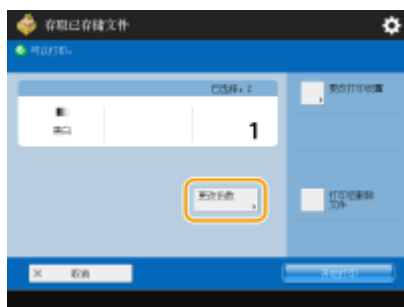 存取已存储文件
可以打印。
已选择：2
更改打印设置
黑白
1
更改份数
打印后删除
文件
× 取消
开始打印